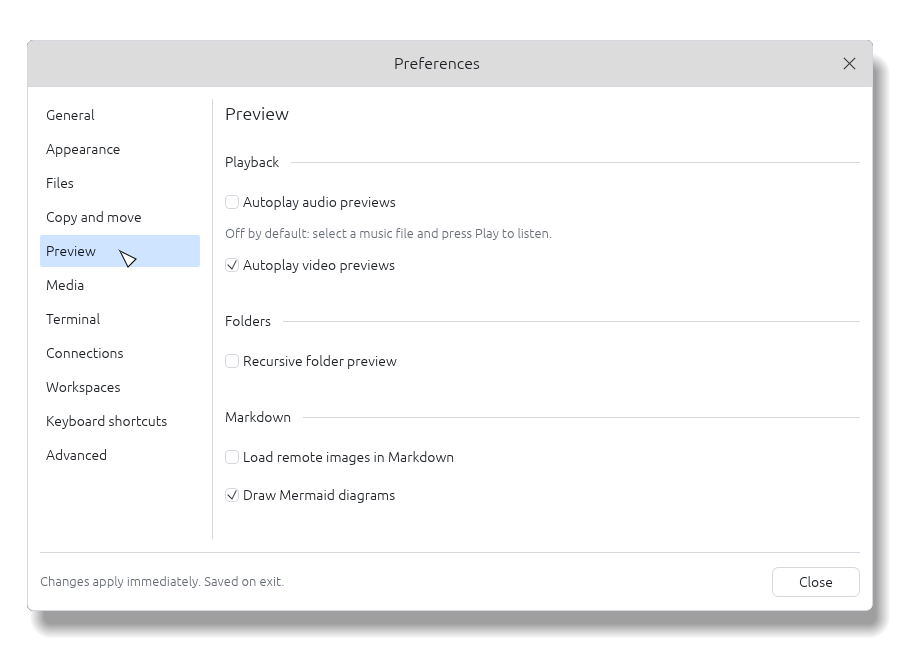 Preferences
General
Appearance
Files
Copy and move
Preview
Media
Terminal
Connections
Workspaces
Keyboard shortcuts
Advanced
Preview
Playback
Autoplay audio previews
Off by default: select a music file and press Play to listen.
Autoplay video previews
Folders
Recursive folder preview
Markdown
Load remote images in Markdown
Draw Mermaid diagrams
Changes apply immediately. Saved on exit.
Close